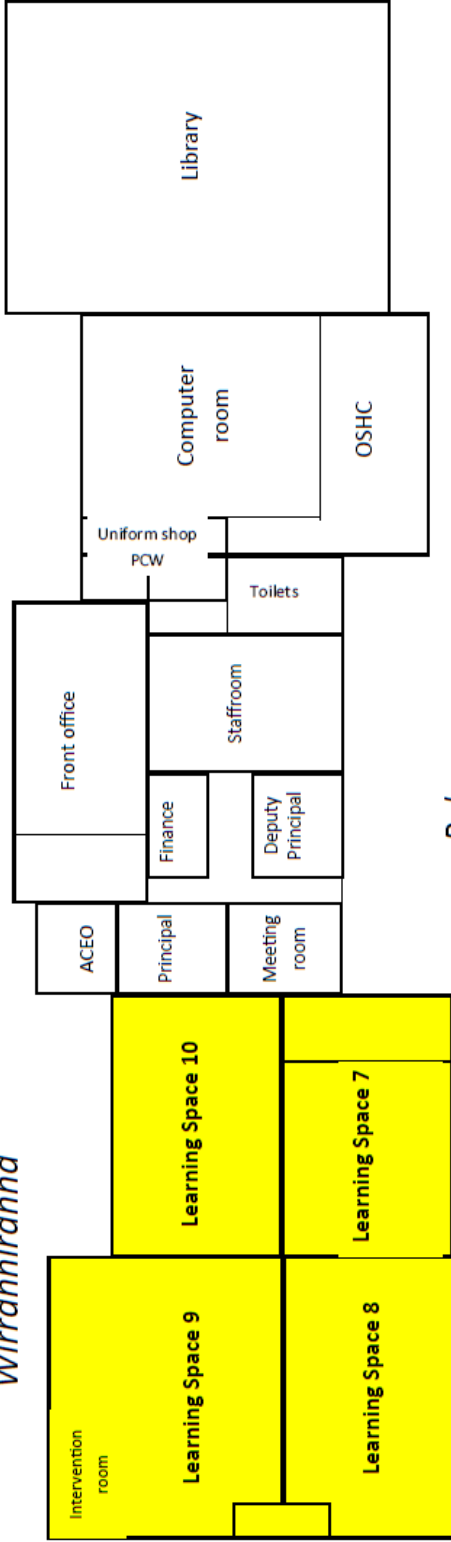 Intervention
room
Learning Space 9
Learning Space 8
Learning Space 10
Learning Space 7
ACEO
Principal
Meeting
room
Front office
Finance
Deputy
Principal
Staffroom
Uniform shop
PCW
Toilets
Computer
room
OSHC
Library